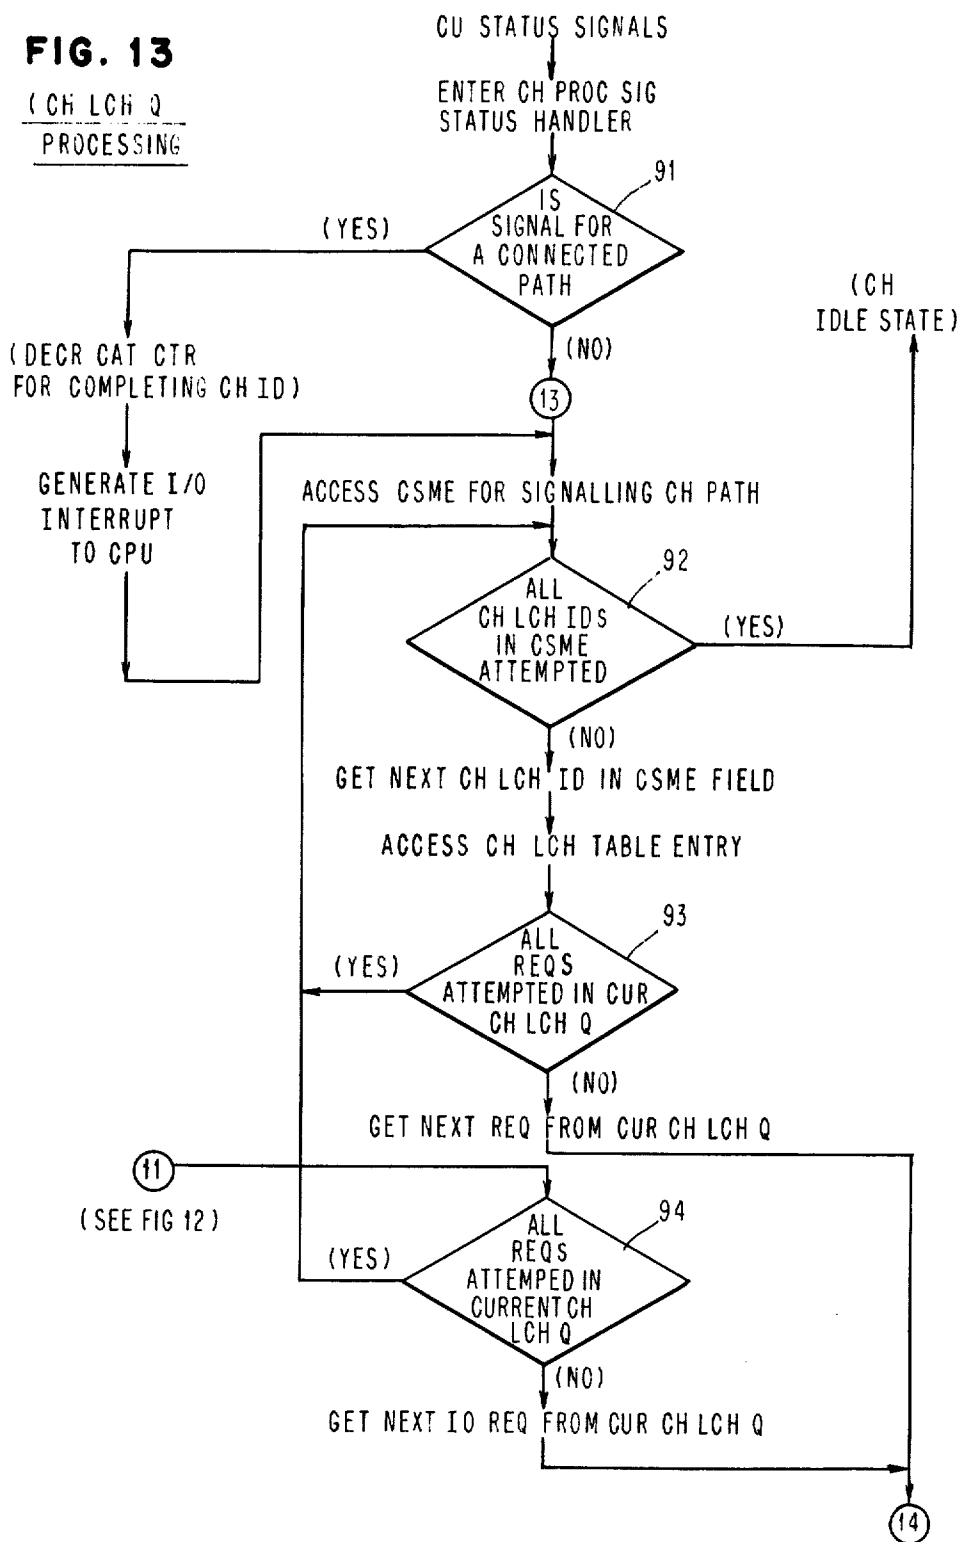 FIG. 13
(CH LCH Q
PROCESSING
CU STATUS SIGNALS
ENTER CH PROC SIG
STATUS HANDLER
91
IS
SIGNAL FOR
A CONNECTED
PATH
(YES)
(NO)
(DECR CAT CTR
FOR COMPLETING CH ID)
GENERATE I/O
INTERRUPT
TO CPU
13
(CH
IDLE STATE)
ACCESS CSME FOR SIGNALLING CH PATH
92
ALL
CH LCH IDs
IN CSME
ATTEMPTED
(YES)
(NO)
GET NEXT CH LCH ID IN CSME FIELD
ACCESS CH LCH TABLE ENTRY
93
ALL
REQS
ATTEMPTED IN CUR
CH LCH Q
(YES)
(NO)
GET NEXT REQ FROM CUR CH LCH Q
11
(SEE FIG 12)
94
ALL
REQs
ATTEMPED IN
CURRENT CH
LCH Q
(YES)
(NO)
GET NEXT IO REQ FROM CUR CH LCH Q
14